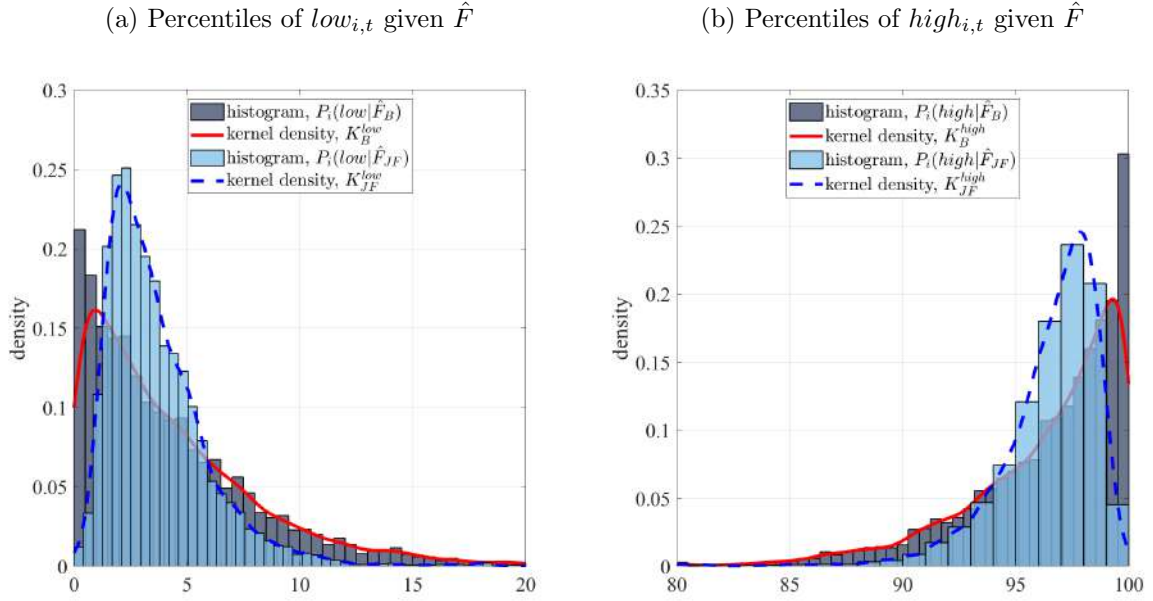 (a) Percentiles of low_{i,t} given F̂
0.3
0.25
0.2
0.15
0.1
0.05
0
density
histogram, P_i(low|F̂_B)
kernel density, K_B^{low}
histogram, P_i(low|F̂_{JF})
kernel density, K_{JF}^{low}
0 5 10 15 20
(b) Percentiles of high_{i,t} given F̂
0.35
0.3
0.25
0.2
0.15
0.1
0.05
0
density
histogram, P_i(high|F̂_B)
kernel density, K_B^{high}
histogram, P_i(high|F̂_{JF})
kernel density, K_{JF}^{high}
80 85 90 95 100